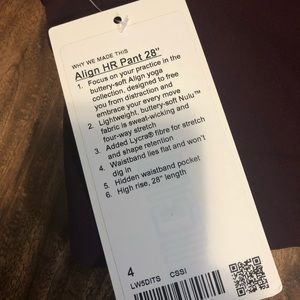 WHY WE MADE THIS
Align HR Pant 28"
1. Focus on your practice in the
buttery-soft Align yoga
collection, designed to free
you from distraction and
embrace your every move
2. Lightweight, buttery-soft Nulu™
fabric is sweat-wicking and
four-way stretch
3. Added Lycra® fibre for stretch
and shape retention
4. Waistband lies flat and won't
dig in
5. Hidden waistband pocket
6. High rise, 28" length
4
LW5DITS CSSI